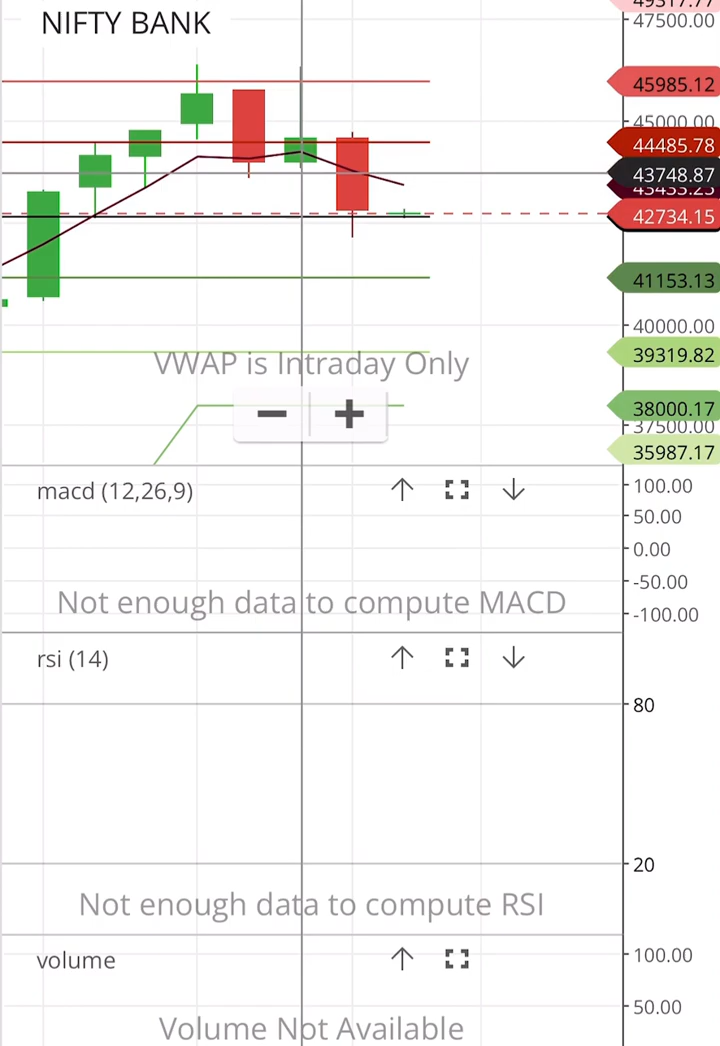 NIFTY BANK
47500.00
45985.12
45000.00
44485.78
43748.87
42734.15
41153.13
40000.00
39319.82
VWAP is Intraday Only
38000.17
37500.00
35987.17
macd (12,26,9)
100.00
50.00
0.00
-50.00
Not enough data to compute MACD
-100.00
rsi (14)
80
20
Not enough data to compute RSI
volume
100.00
50.00
Volume Not Available